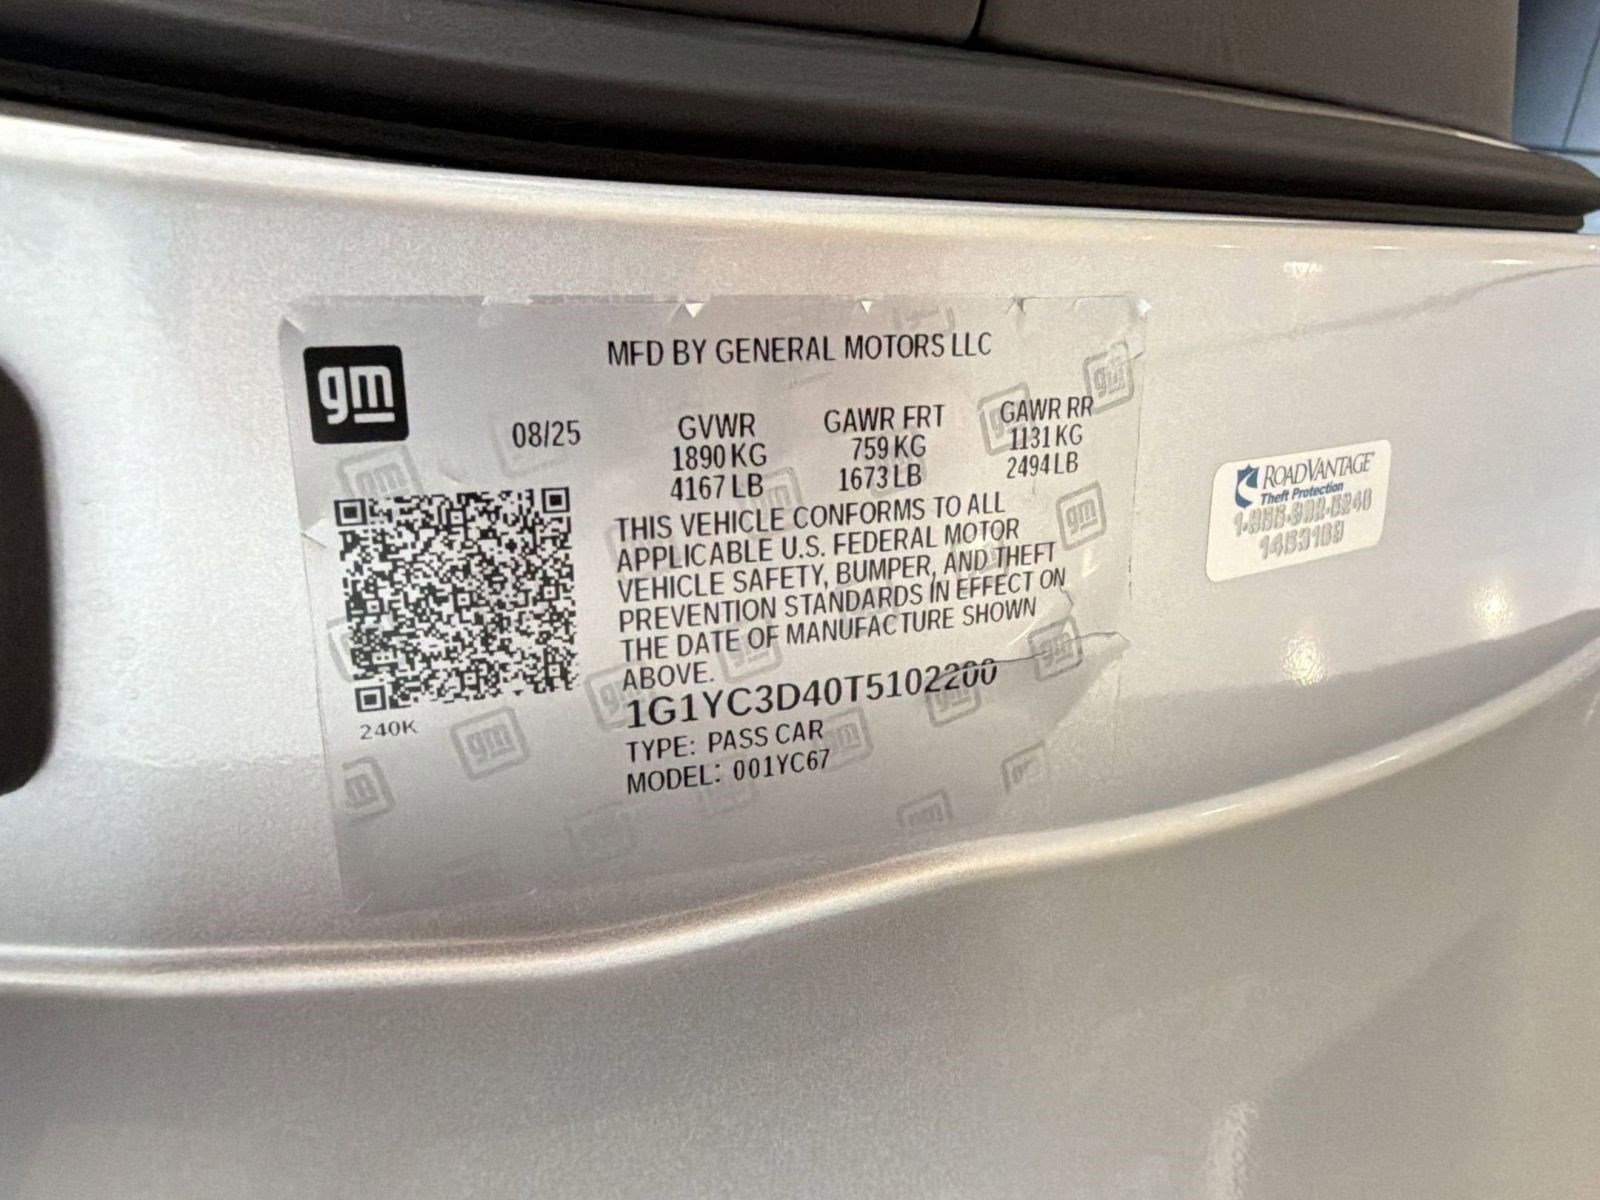 gm
MFD BY GENERAL MOTORS LLC
08/25
GVWR
1890 KG
4167 LB
GAWR FRT
759 KG
1673 LB
GAWR RR
1131 KG
2494 LB
THIS VEHICLE CONFORMS TO ALL
APPLICABLE U.S. FEDERAL MOTOR
VEHICLE SAFETY, BUMPER, AND THEFT
PREVENTION STANDARDS IN EFFECT ON
THE DATE OF MANUFACTURE SHOWN
ABOVE.
1G1YC3D40T5102200
TYPE: PASS CAR
MODEL: 001YC67
240K
ROADVANTAGE
Theft Protection